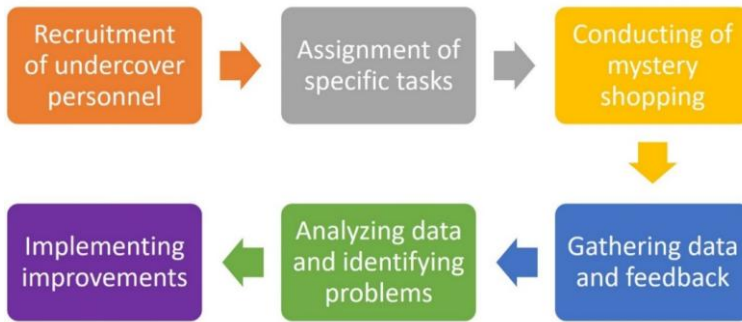 Recruitment
of undercover
personnel
Assignment of
specific tasks
Conducting of
mystery
shopping
Gathering data
and feedback
Analyzing data
and identifying
problems
Implementing
improvements